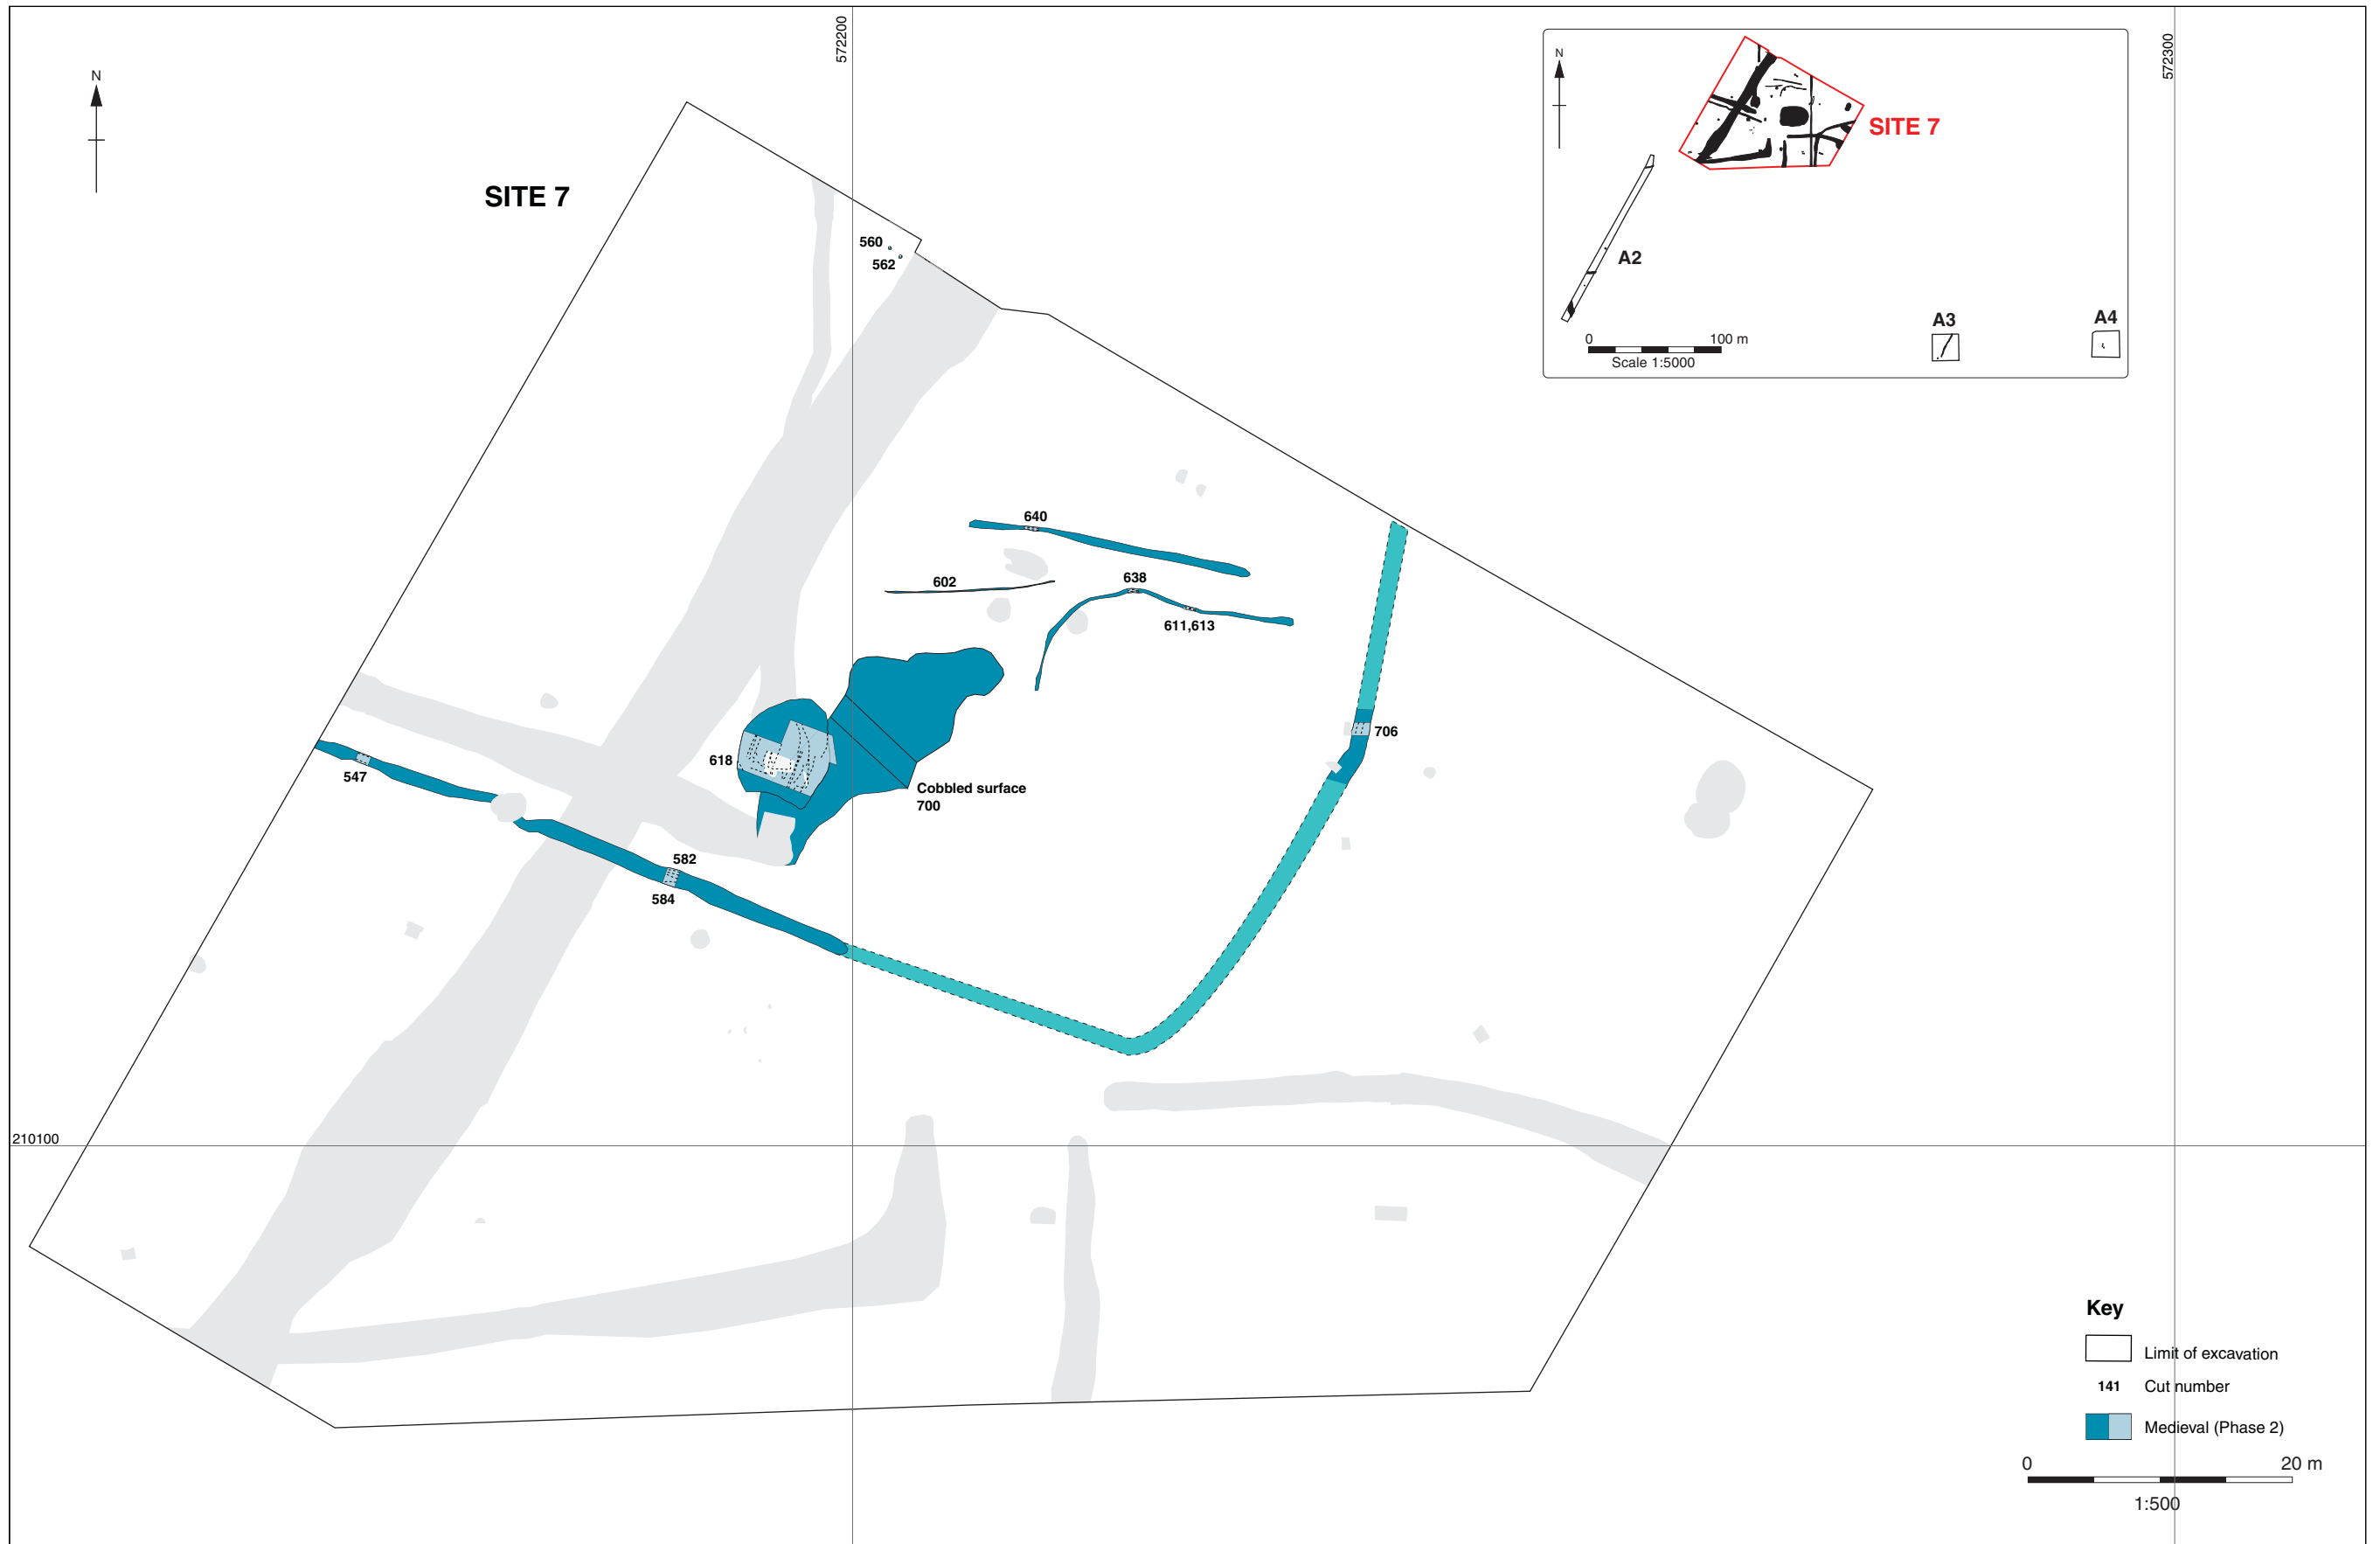 572200
572300
N
SITE 7
N
SITE 7
A2
A3
A4
0 100 m
Scale 1:5000
560
562
640
602
638
611,613
706
618
547
Cobbled surface
700
582
584
210100
Key
Limit of excavation
141 Cut number
Medieval (Phase 2)
0 20 m
1:500